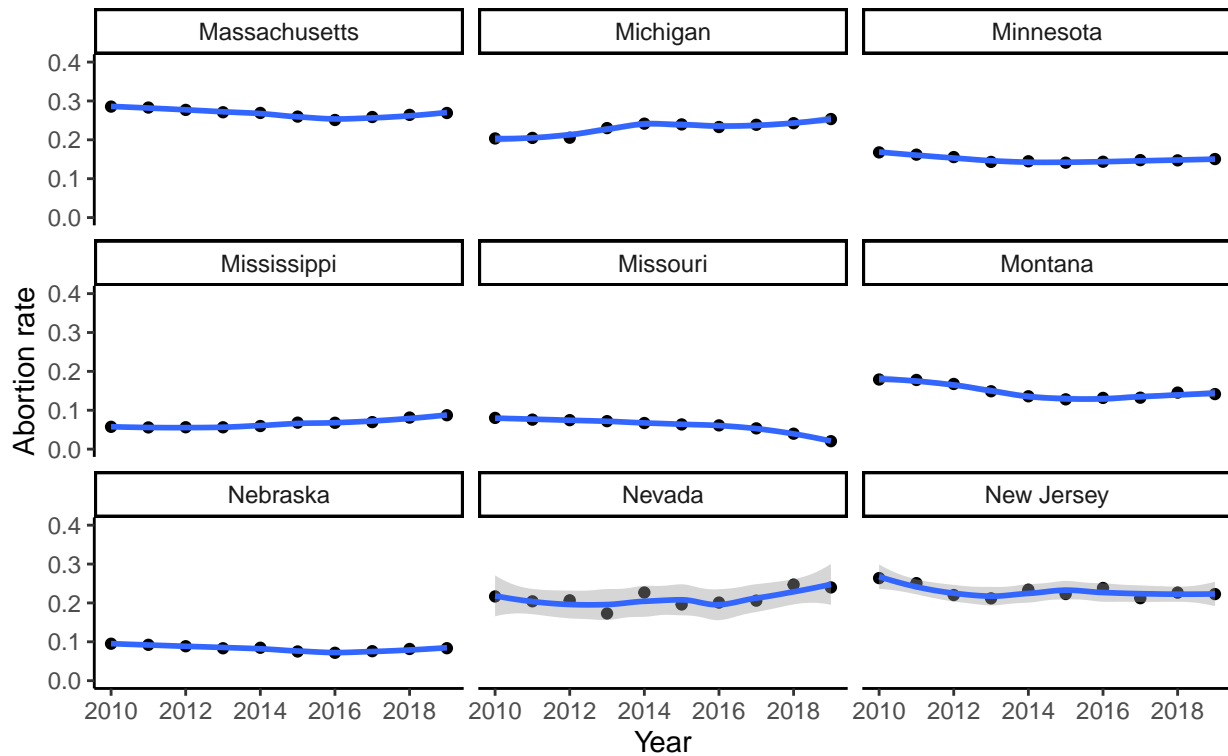 Massachusetts Michigan Minnesota
0.4
0.3
0.2
0.1
0.0
Mississippi Missouri Montana
0.4
0.3
0.2
0.1
0.0
Abortion rate
Nebraska Nevada New Jersey
0.4
0.3
0.2
0.1
0.0
2010 2012 2014 2016 2018 2010 2012 2014 2016 2018 2010 2012 2014 2016 2018
Year